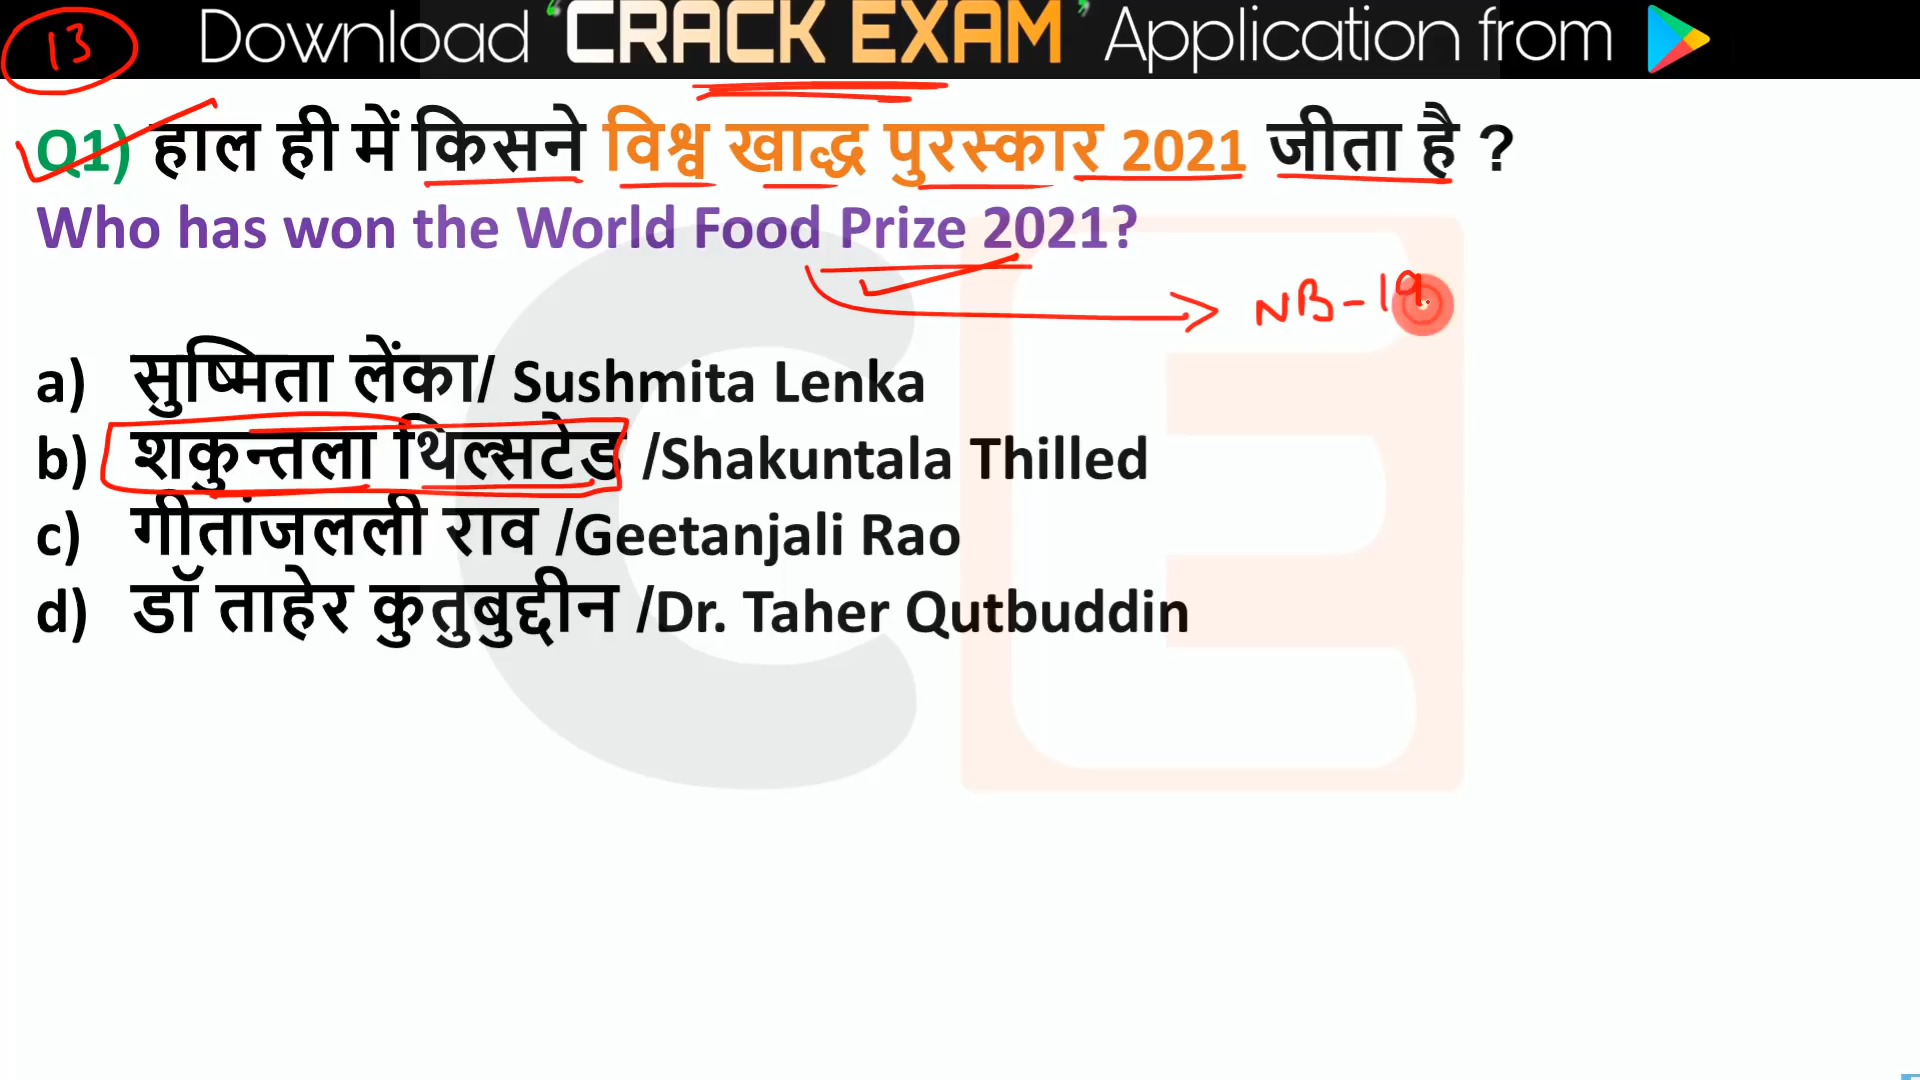 13
Download 'CRACK EXAM' Application from
Q1) हाल ही में किसने विश्व खाद्ध पुरस्कार 2021 जीता है ?
Who has won the World Food Prize 2021?
NB-19
a) सुष्मिता लेंका/ Sushmita Lenka
b) शकुन्तला थिल्सटेड /Shakuntala Thilled
c) गीतांजलली राव /Geetanjali Rao
d) डॉ ताहेर कुतुबुद्दीन /Dr. Taher Qutbuddin
CE